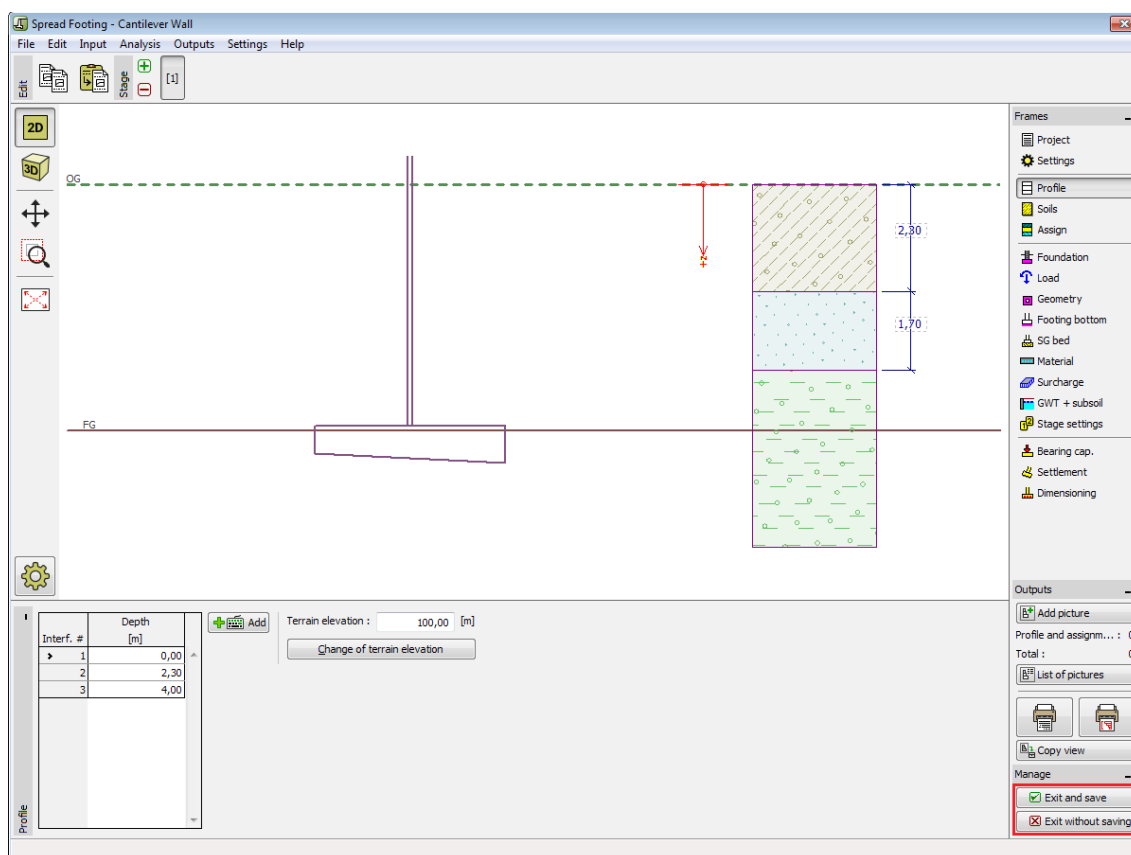 Spread Footing - Cantilever Wall
File Edit Input Analysis Outputs Settings Help
Edit
Stage
[1]
2D
3D
OG
+z
2,30
1,70
FG
Frames
Project
Settings
Profile
Soils
Assign
Foundation
Load
Geometry
Footing bottom
SG bed
Material
Surcharge
GWT + subsoil
Stage settings
Bearing cap.
Settlement
Dimensioning
Outputs
Add picture
Profile and assignm... :
Total :
List of pictures
Copy view
Manage
Exit and save
Exit without saving
Profile
Interf. # Depth [m]
1 0,00
2 2,30
3 4,00
Add
Terrain elevation : 100,00 [m]
Change of terrain elevation